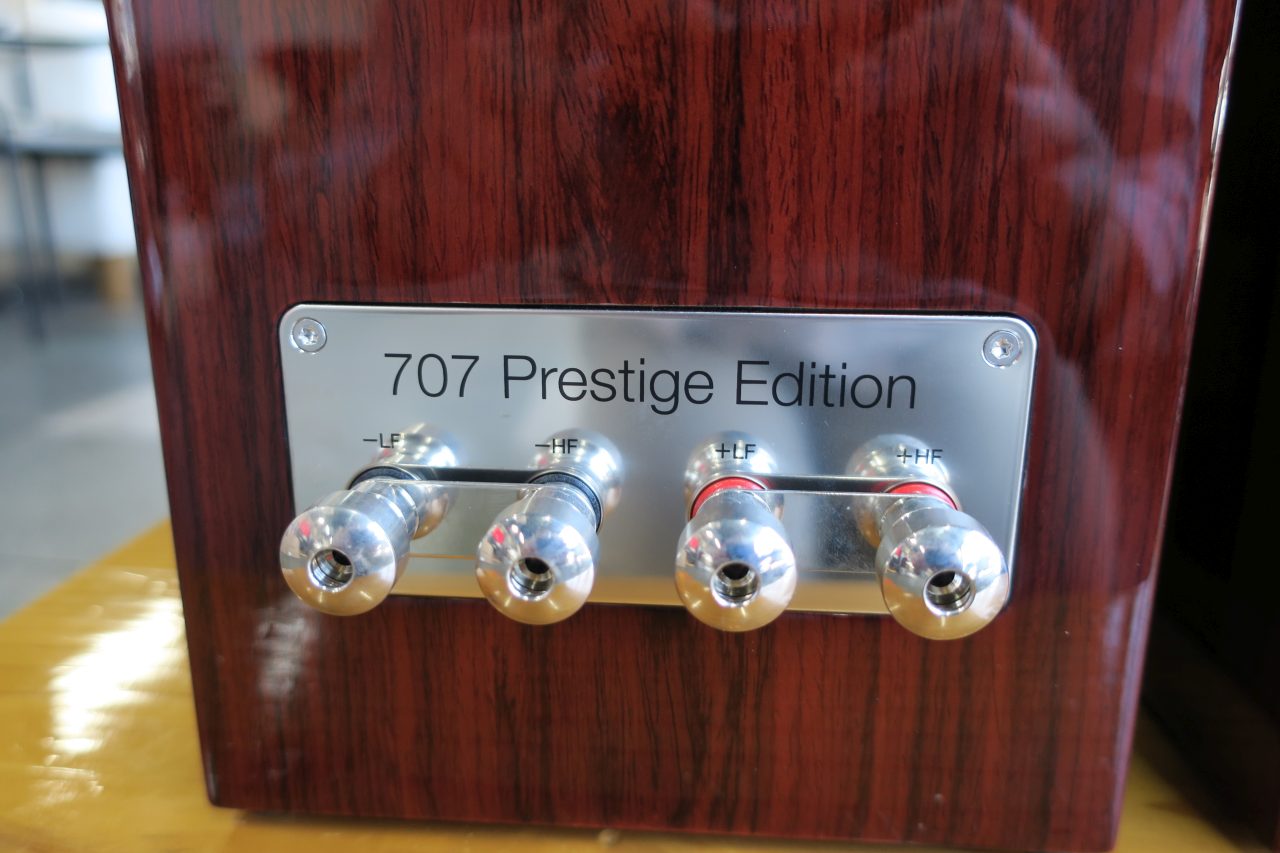 707 Prestige Edition
−LF −HF +LF +HF